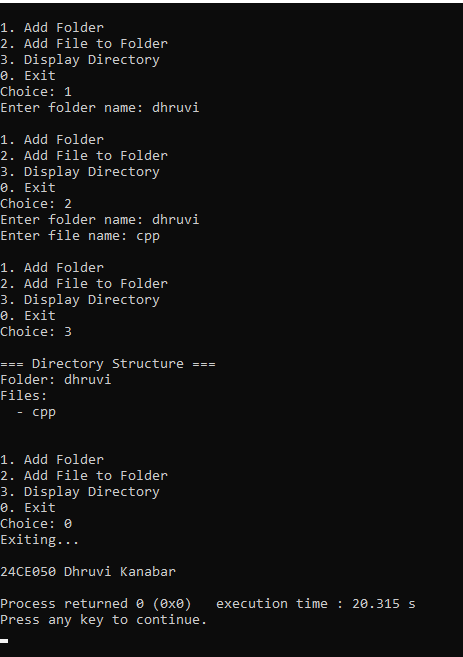 1. Add Folder
2. Add File to Folder
3. Display Directory
0. Exit
Choice: 1
Enter folder name: dhruvi

1. Add Folder
2. Add File to Folder
3. Display Directory
0. Exit
Choice: 2
Enter folder name: dhruvi
Enter file name: cpp

1. Add Folder
2. Add File to Folder
3. Display Directory
0. Exit
Choice: 3

=== Directory Structure ===
Folder: dhruvi
Files:
  - cpp


1. Add Folder
2. Add File to Folder
3. Display Directory
0. Exit
Choice: 0
Exiting...

24CE050 Dhruvi Kanabar

Process returned 0 (0x0)   execution time : 20.315 s
Press any key to continue.